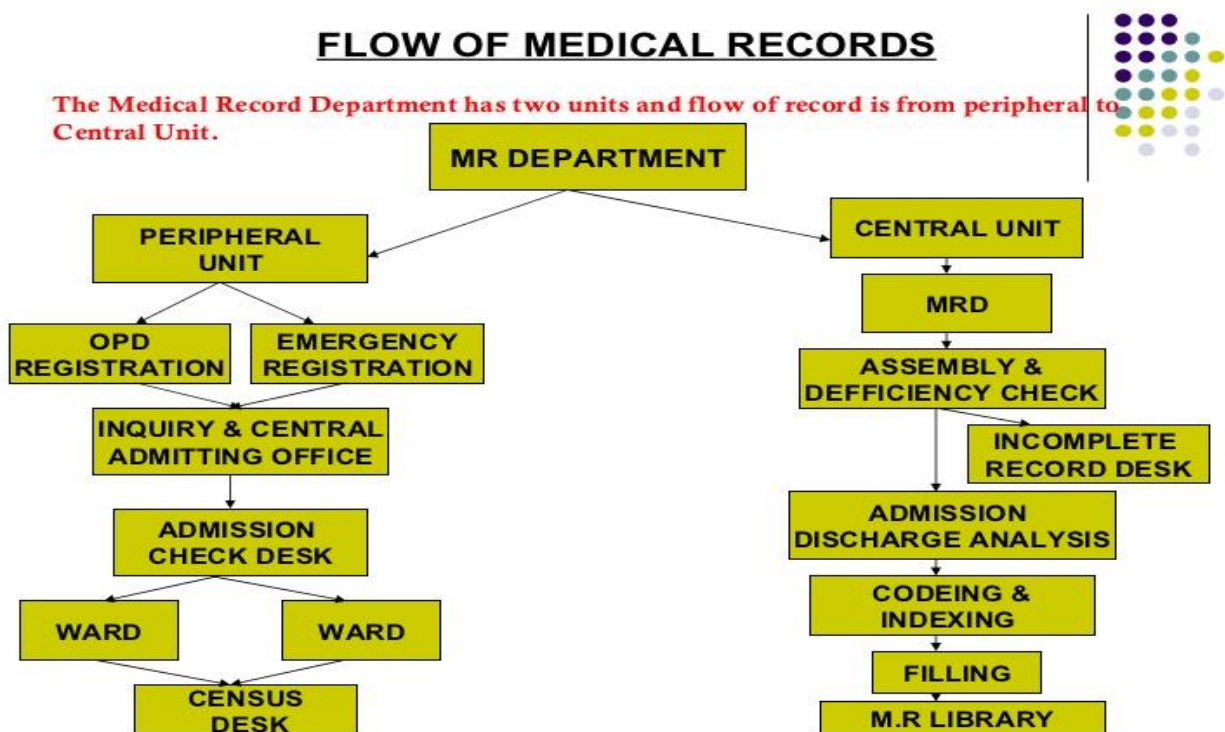 FLOW OF MEDICAL RECORDS
The Medical Record Department has two units and flow of record is from peripheral to
Central Unit.
MR DEPARTMENT
PERIPHERAL
UNIT
OPD
REGISTRATION
EMERGENCY
REGISTRATION
INQUIRY & CENTRAL
ADMITTING OFFICE
ADMISSION
CHECK DESK
WARD
WARD
CENSUS
DESK
CENTRAL UNIT
MRD
ASSEMBLY &
DEFFICIENCY CHECK
INCOMPLETE
RECORD DESK
ADMISSION
DISCHARGE ANALYSIS
CODEING &
INDEXING
FILLING
M.R LIBRARY